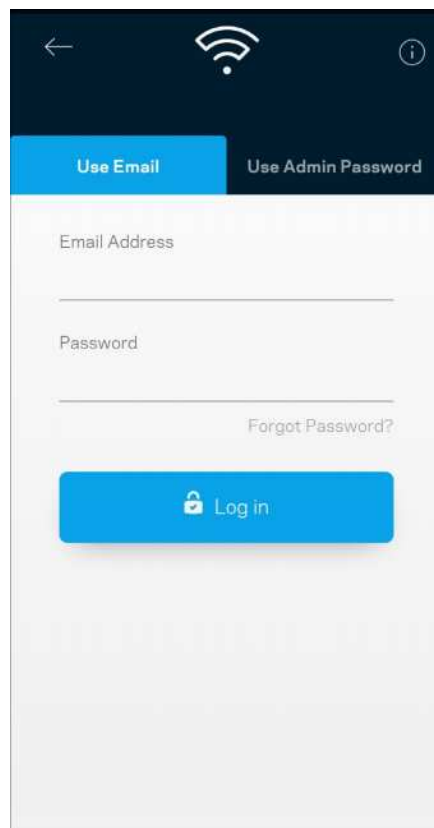 Use Email
Use Admin Password
Email Address
Password
Forgot Password?
Log in